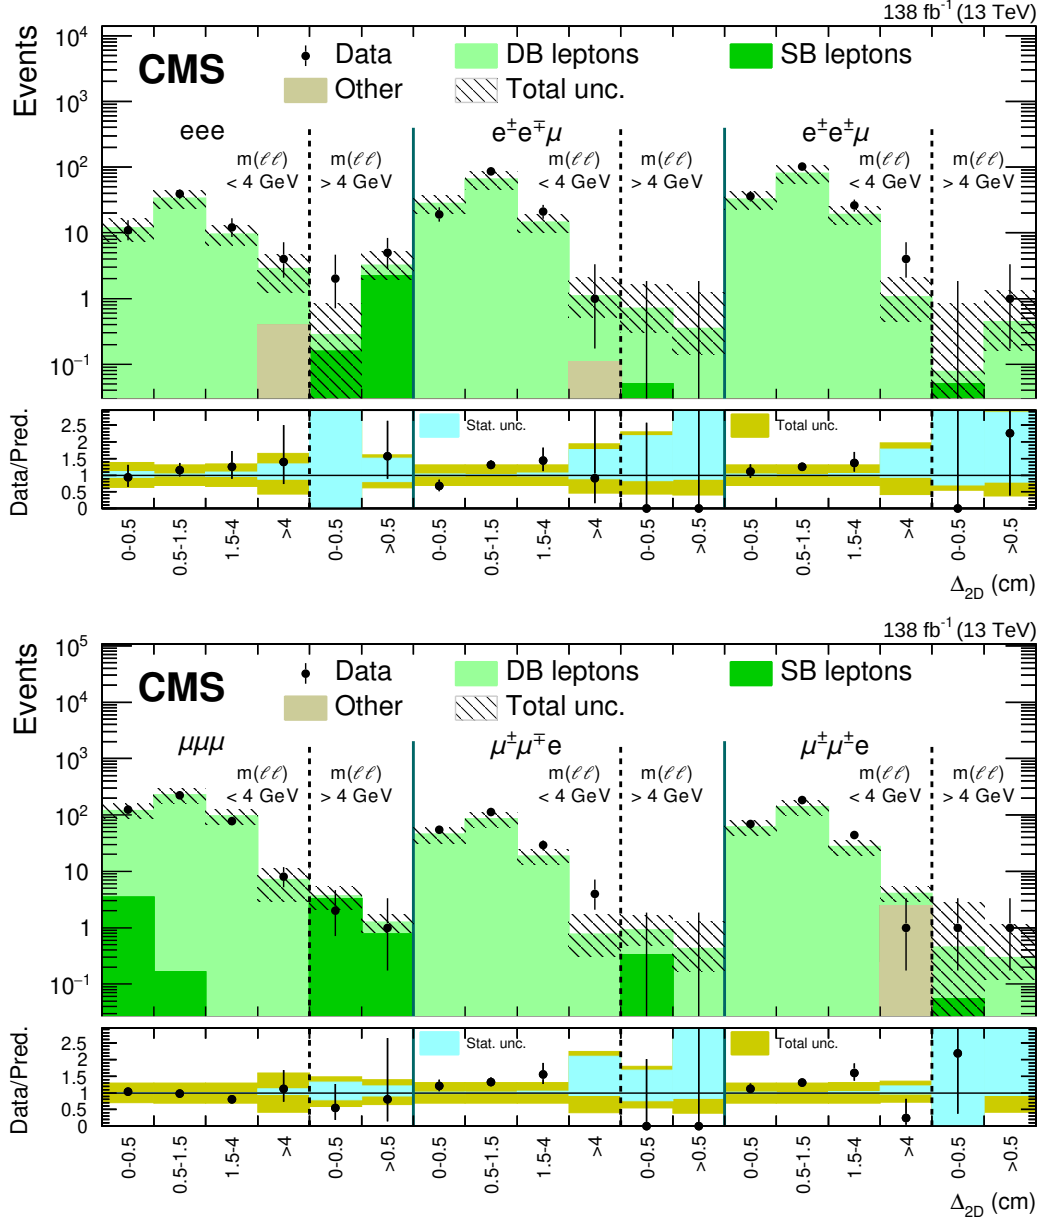 138 fb⁻¹ (13 TeV)
Events
10⁴
10³
10²
10
1
10⁻¹
CMS
Data
DB leptons
SB leptons
Other
Total unc.
eee
e±e∓μ
e±e±μ
m(ℓℓ) < 4 GeV
m(ℓℓ) > 4 GeV
m(ℓℓ) < 4 GeV
m(ℓℓ) > 4 GeV
m(ℓℓ) < 4 GeV
m(ℓℓ) > 4 GeV
Data/Pred.
2.5
2
1.5
1
0.5
0
Stat. unc.
Total unc.
0-0.5
0.5-1.5
1.5-4
>4
0-0.5
>0.5
0-0.5
0.5-1.5
1.5-4
>4
0-0.5
>0.5
0-0.5
0.5-1.5
1.5-4
>4
0-0.5
>0.5
Δ2D (cm)
138 fb⁻¹ (13 TeV)
Events
10⁵
10⁴
10³
10²
10
1
10⁻¹
CMS
Data
DB leptons
SB leptons
Other
Total unc.
μμμ
μ±μ∓e
μ±μ±e
m(ℓℓ) < 4 GeV
m(ℓℓ) > 4 GeV
m(ℓℓ) < 4 GeV
m(ℓℓ) > 4 GeV
m(ℓℓ) < 4 GeV
m(ℓℓ) > 4 GeV
Data/Pred.
2.5
2
1.5
1
0.5
0
Stat. unc.
Total unc.
0-0.5
0.5-1.5
1.5-4
>4
0-0.5
>0.5
0-0.5
0.5-1.5
1.5-4
>4
0-0.5
>0.5
0-0.5
0.5-1.5
1.5-4
>4
0-0.5
>0.5
Δ2D (cm)